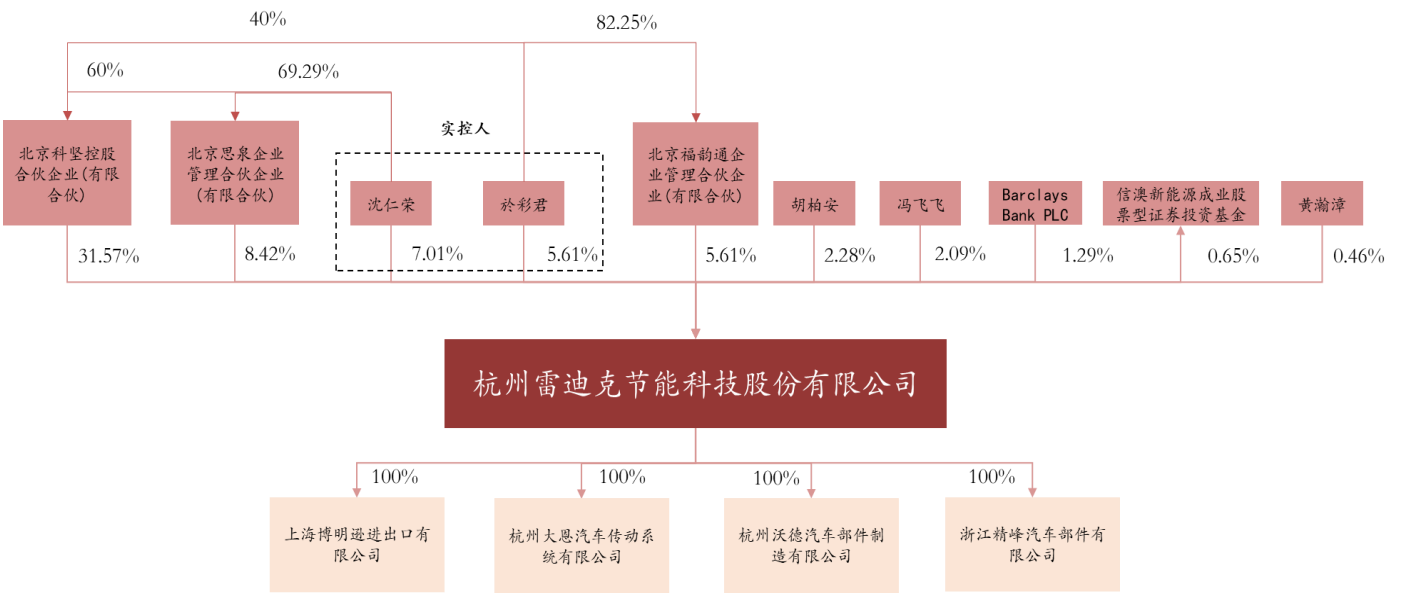 40%
82.25%
60%
69.29%
实控人
北京科坚控股
合伙企业(有限
合伙)
北京思泉企业
管理合伙企业
(有限合伙)
沈仁荣
於彩君
北京福韵通企
业管理合伙企
业(有限合伙)
胡柏安
冯飞飞
Barclays
Bank PLC
信澳新能源成业股
票型证券投资基金
黄瀚漳
31.57%
8.42%
7.01%
5.61%
5.61%
2.28%
2.09%
1.29%
0.65%
0.46%
杭州雷迪克节能科技股份有限公司
100%
100%
100%
100%
上海博明逊进出口有
限公司
杭州大恩汽车传动系
统有限公司
杭州沃德汽车部件制
造有限公司
浙江精峰汽车部件有
限公司